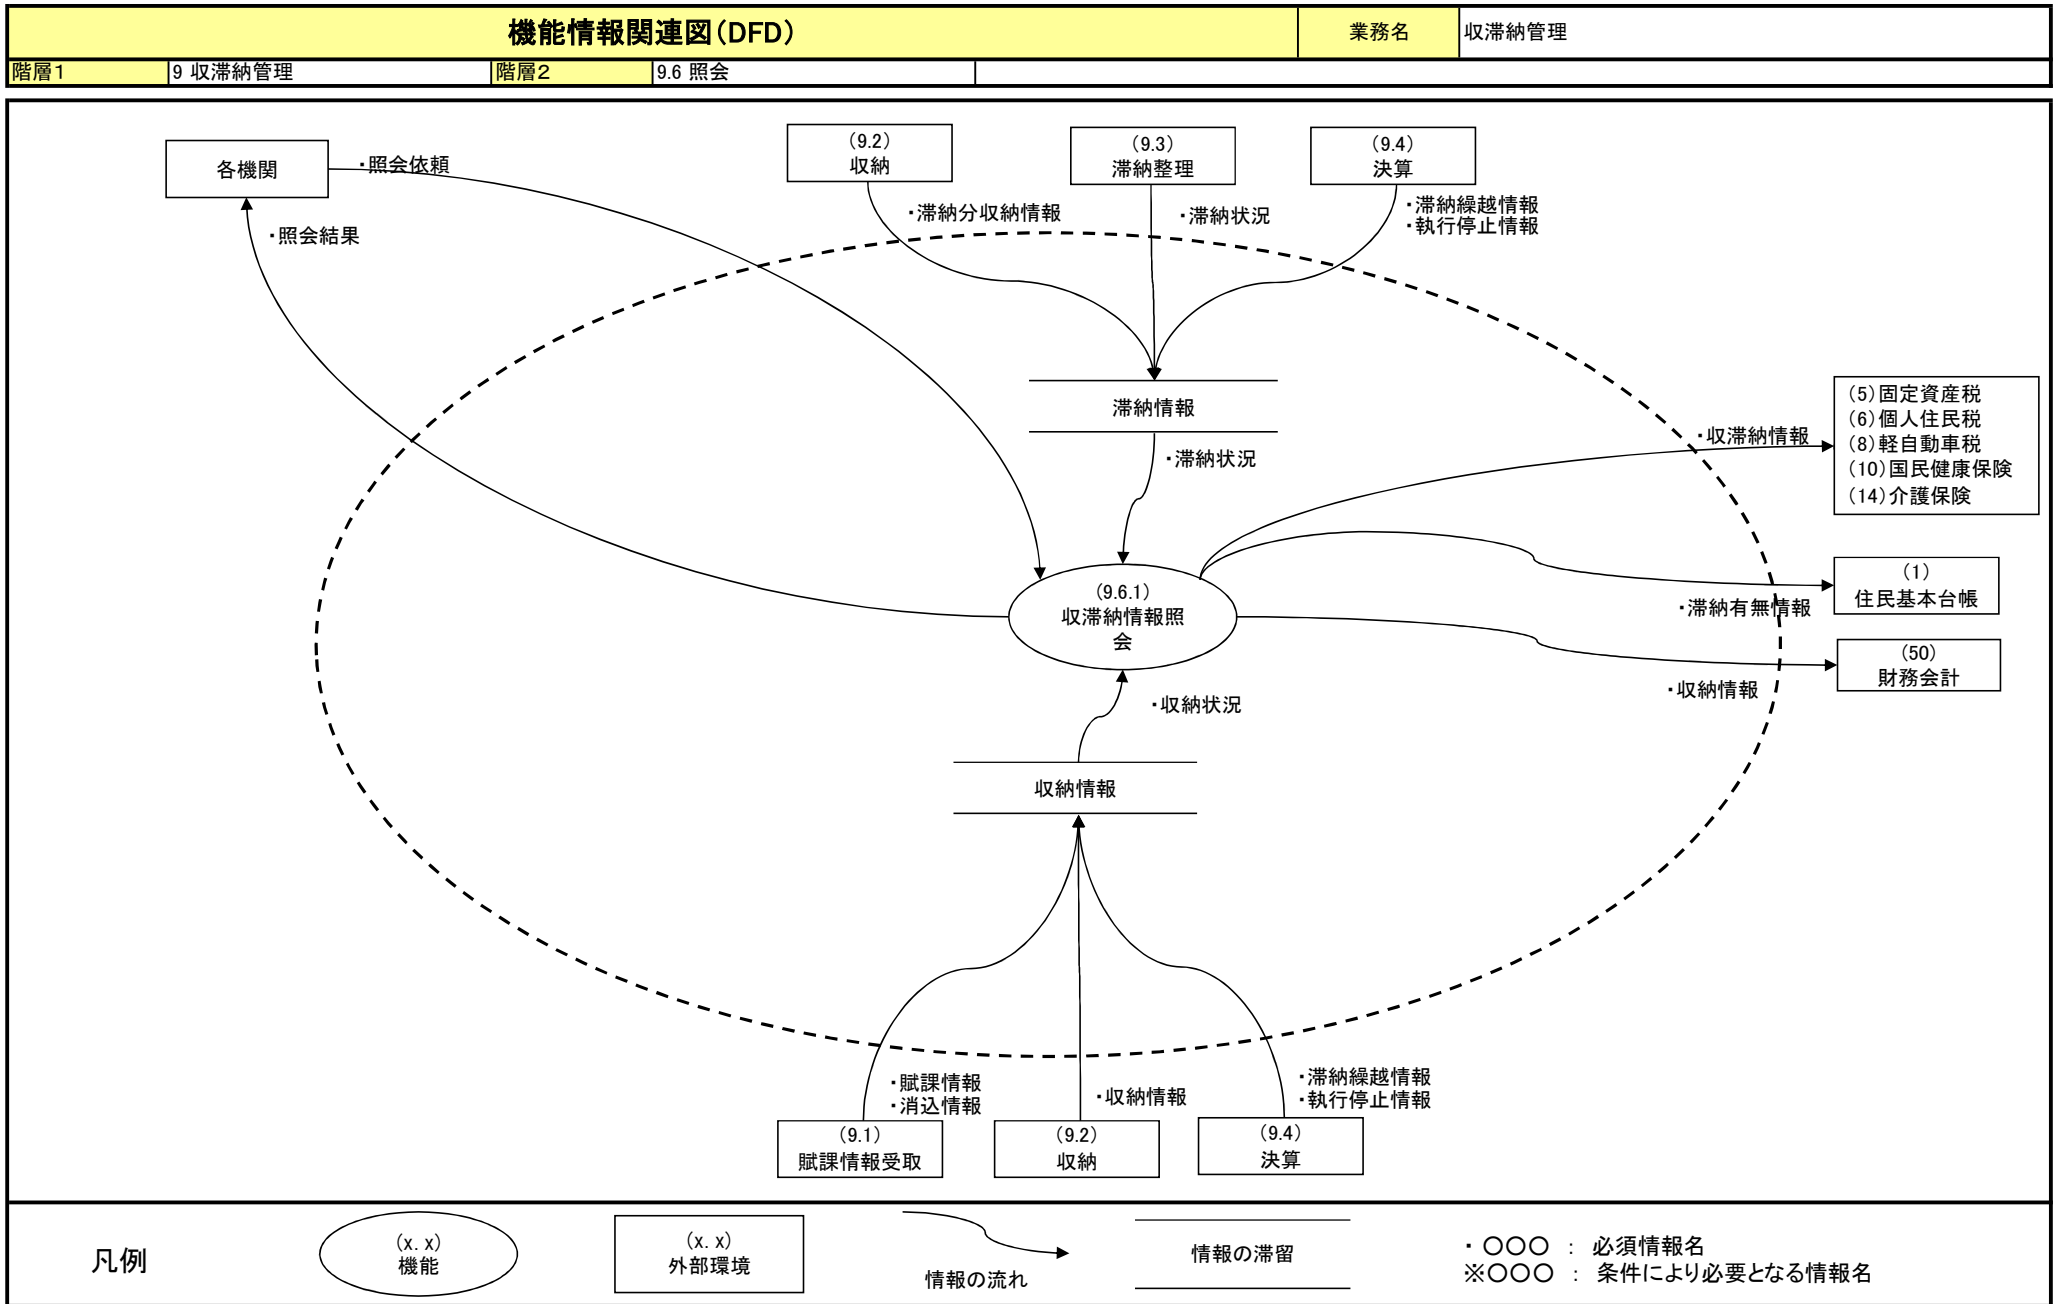 機能情報関連図(DFD)
業務名
収滞納管理
階層1
9 収滞納管理
階層2
9.6 照会
各機関
・照会依頼
・照会結果
(9.2)
収納
(9.3)
滞納整理
(9.4)
決算
・滞納分収納情報
・滞納状況
・滞納繰越情報
・執行停止情報
滞納情報
・滞納状況
・収滞納情報
(5)固定資産税
(6)個人住民税
(8)軽自動車税
(10)国民健康保険
(14)介護保険
(9.6.1)
収滞納情報照
会
(1)
住民基本台帳
・滞納有無情報
(50)
財務会計
・収納情報
・収納状況
収納情報
・賦課情報
・消込情報
・収納情報
・滞納繰越情報
・執行停止情報
(9.1)
賦課情報受取
(9.2)
収納
(9.4)
決算
凡例
(x. x)
機能
(x. x)
外部環境
情報の流れ
情報の滞留
・ ○○○ : 必須情報名
※○○○ : 条件により必要となる情報名